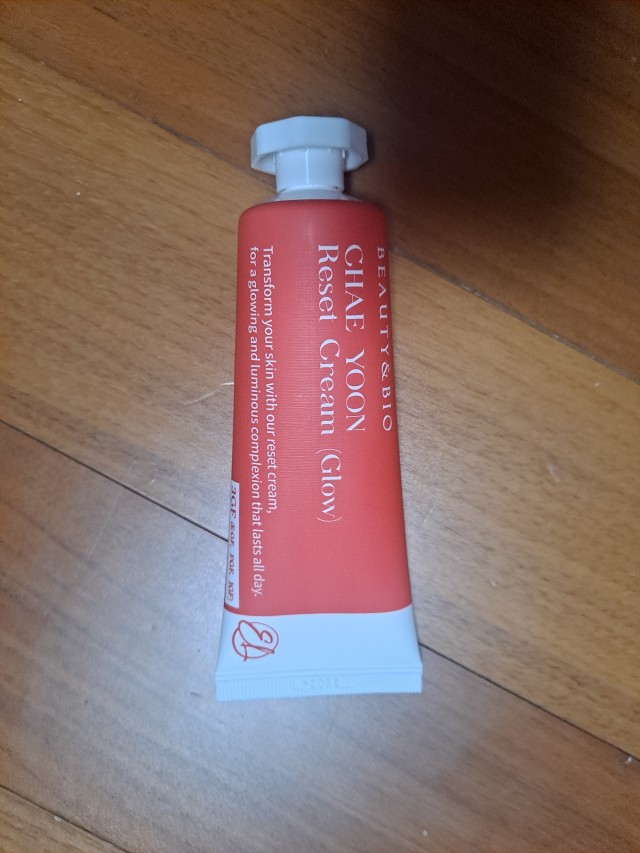 BEAUTY&BIO
CHAE YOON
Reset Cream (Glow)
Transform your skin with our reset cream,
for a glowing and luminous complexion that lasts all day.
3GF